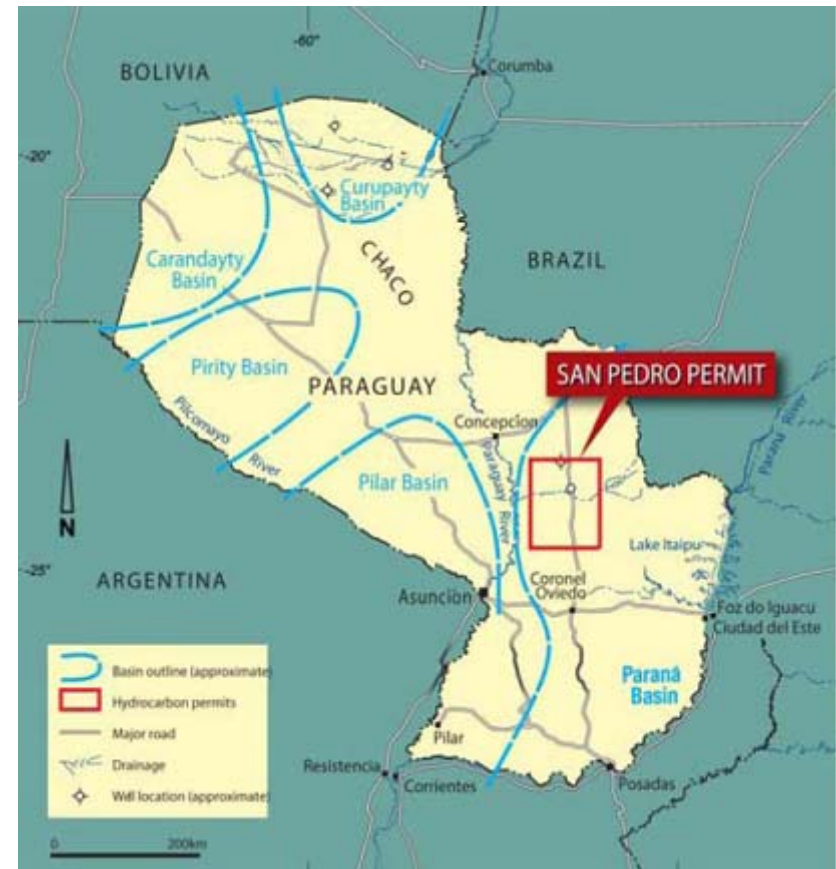 -60°
BOLIVIA
Corumba
-20°
Curupayty
Basin
CHACO
Carandayty
Basin
BRAZIL
Pirity Basin
SAN PEDRO PERMIT
PARAGUAY
Concepcion
Paraná River
Pilcomayo
River
Paraguay River
Pilar Basin
N
Lake Itaipu
-25°
ARGENTINA
Coronel
Oviedo
Asunción
Foz do Iguacu
Ciudad del Este
Paraná
Basin
Basin outline (approximate)
Hydrocarbon permits
Major road
Drainage
Well location (approximate)
Pilar
Resistencia
Corrientes
Posadas
0 200km